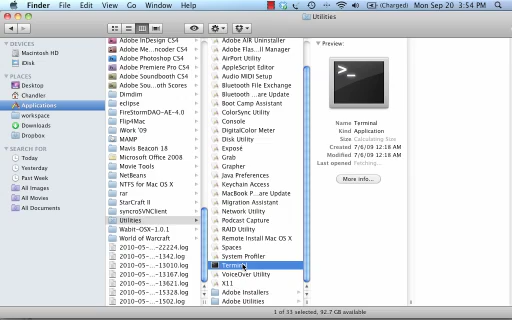 Finder File Edit View Go Window Help (Charged) Mon Sep 20 3:54 PM
Utilities
DEVICES
Macintosh HD
iDisk
PLACES
Desktop
Chandler
Applications
workspace
Downloads
Dropbox
SEARCH FOR
Today
Yesterday
Past Week
All Images
All Movies
All Documents
Adobe InDesign CS4
Adobe Me...ncoder CS4
Adobe Photoshop CS4
Adobe Premiere Pro CS4
Adobe Soundbooth CS4
Adobe Sou...ooth Scores
Dimdim
eclipse
FireStormDAO-AE-4.0
Flip4Mac
iWork '09
MAMP
Mavis Beacon 18
Microsoft Office 2008
Movie Tools
NetBeans
NTFS for Mac OS X
rar
StarCraft II
syncroSVNClient
Utilities
Wabit-OSX-1.0.1
World of Warcraft
2010-05-...-22224.log
2010-05-...-1342.log
2010-05-...-13010.log
2010-05-...-13167.log
2010-05-...-13621.log
2010-05-...-15328.log
2010-05-...-1502.log
Adobe AIR Uninstaller
Adobe Flas...ll Manager
AirPort Utility
AppleScript Editor
Audio MIDI Setup
Bluetooth File Exchange
Bluetooth ...are Update
Boot Camp Assistant
ColorSync Utility
Console
DigitalColor Meter
Disk Utility
Expose
Grab
Grapher
Java Preferences
Keychain Access
MacBook P...are Update
Migration Assistant
Network Utility
Podcast Capture
RAID Utility
Remote Install Mac OS X
Spaces
System Profiler
Terminal
VoiceOver Utility
X11
Adobe Installers
Adobe Utilities
Preview:
>_
Name Terminal
Kind Application
Size Calculating Size
Created 7/6/09 12:18 AM
Modified 7/6/09 12:18 AM
Last opened Fetching...
More info...
1 of 33 selected, 92.7 GB available